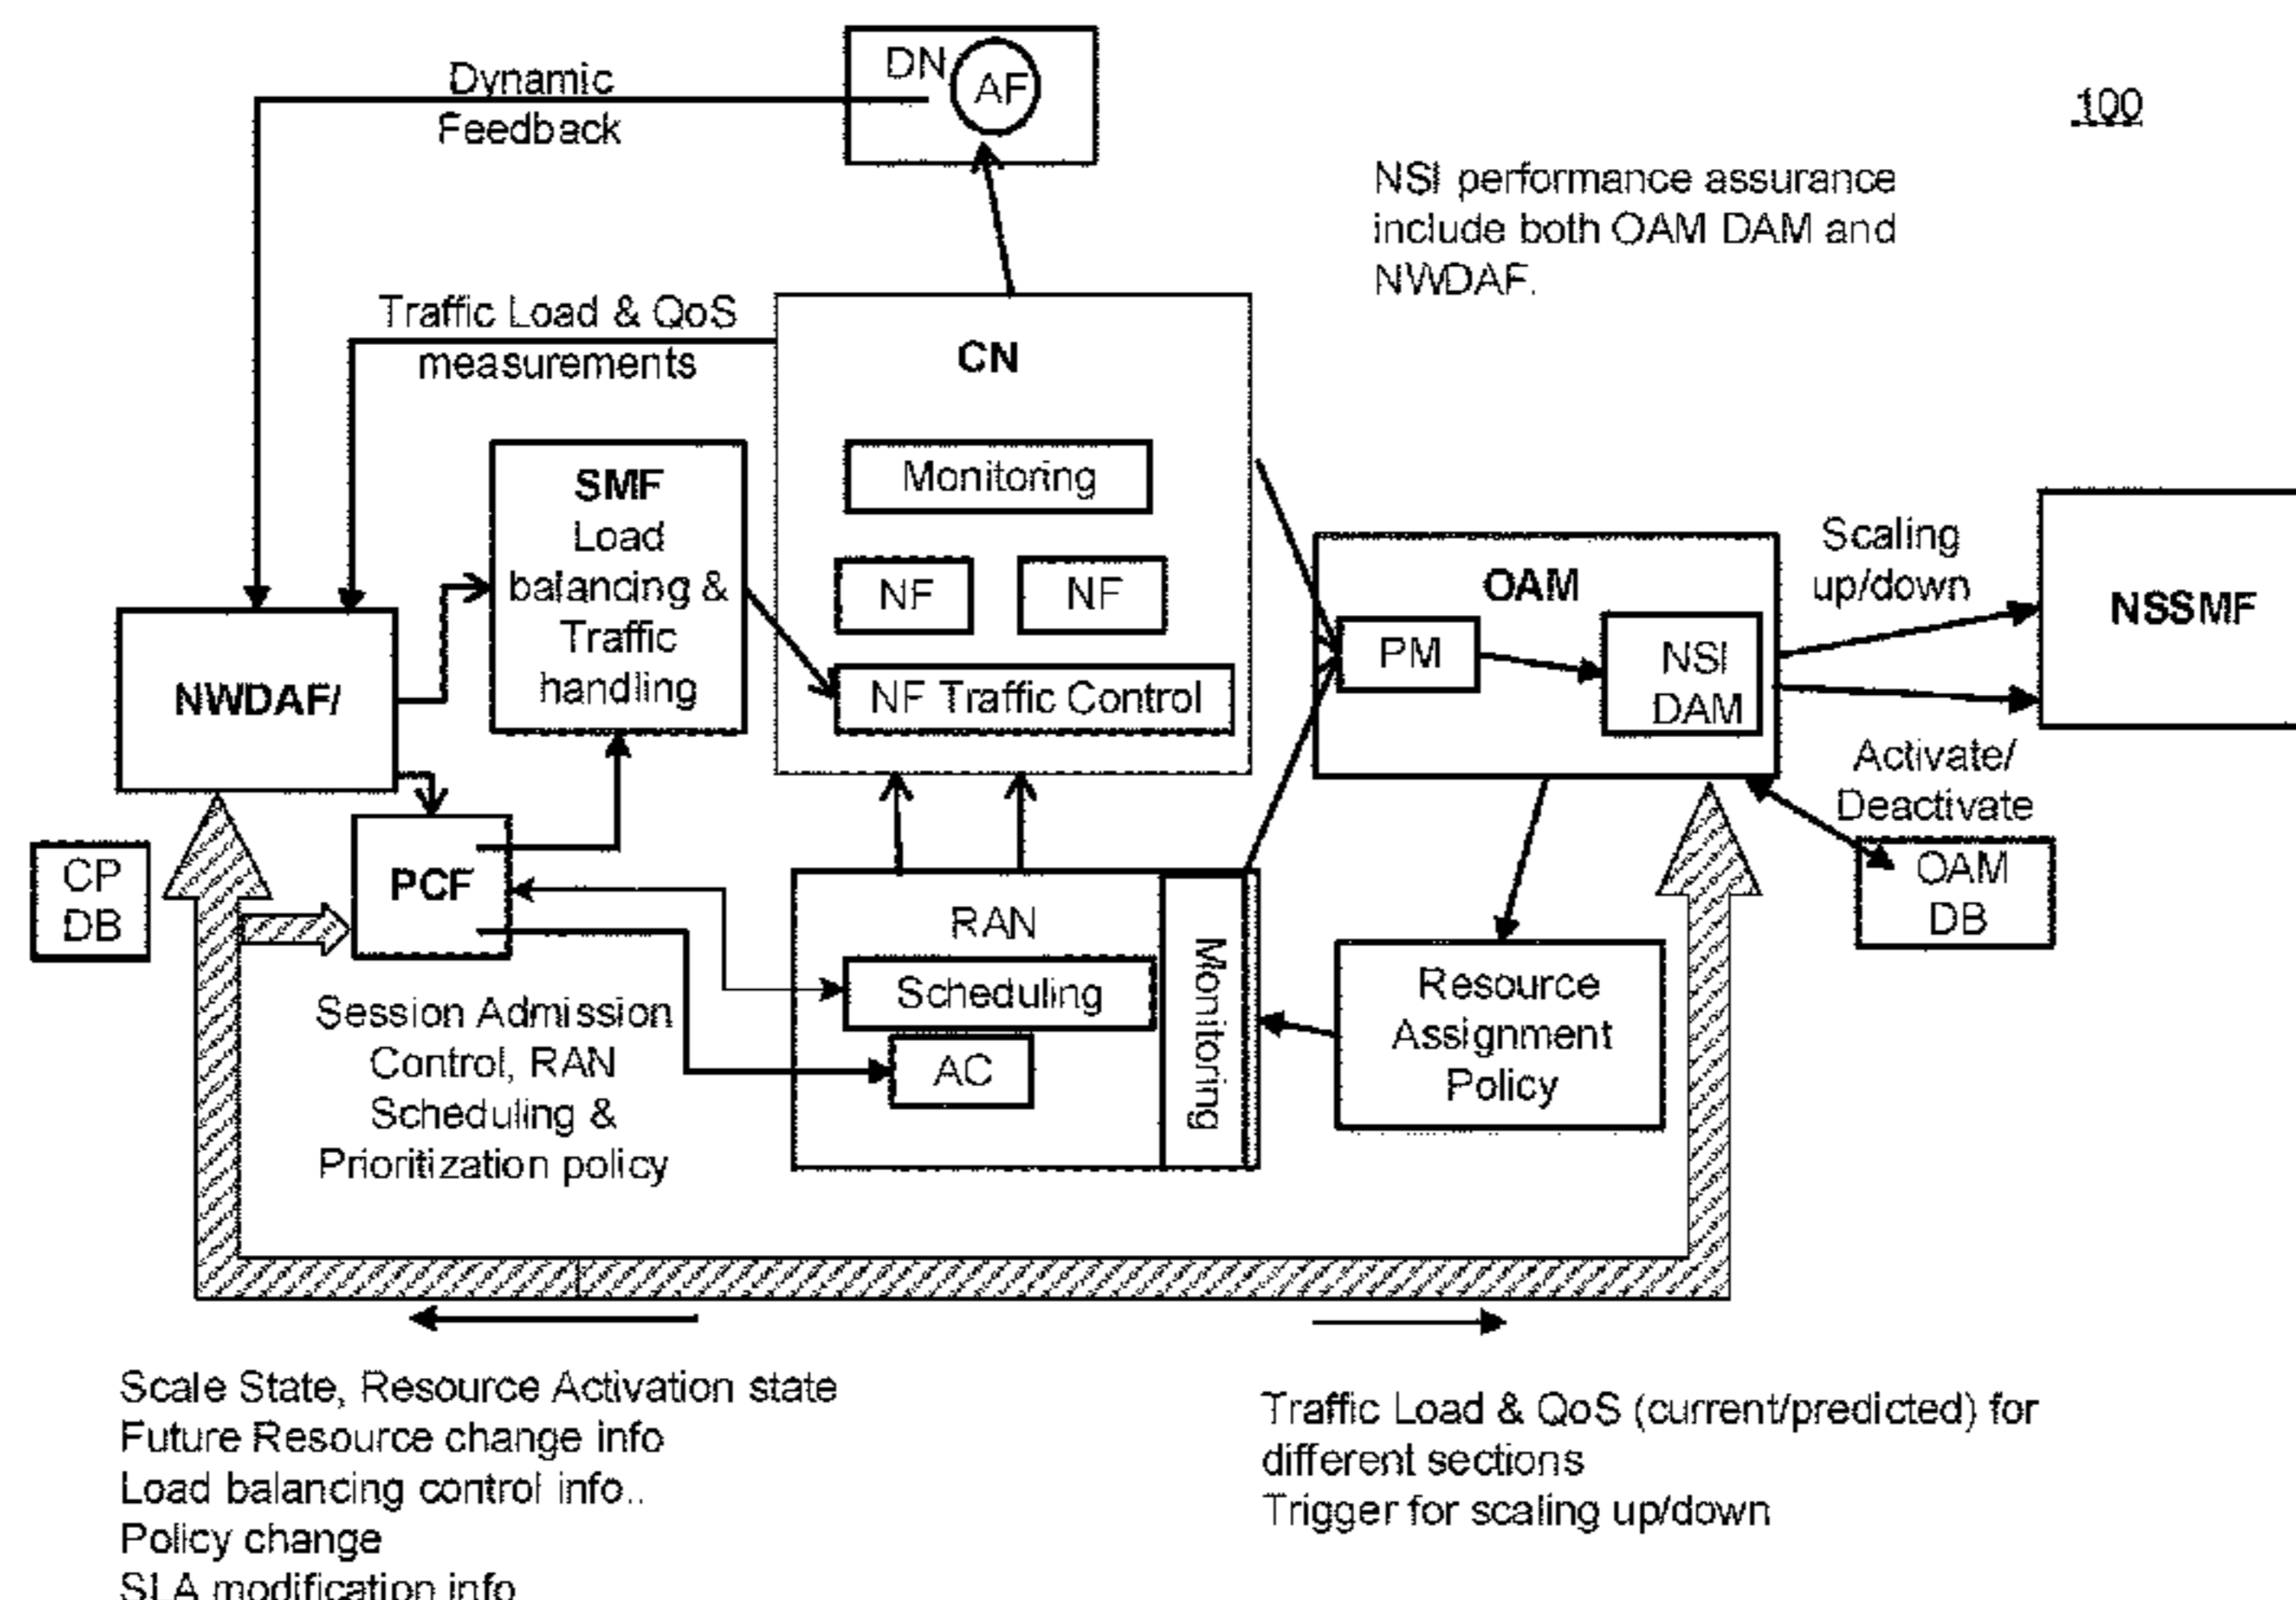 DN
AF
Dynamic
Feedback
100
NSI performance assurance
include both OAM DAM and
NWDAF.
Traffic Load & QoS
measurements
CN
Monitoring
NF
NF
NF Traffic Control
SMF
Load
balancing &
Traffic
handling
NWDAF/
OAM
PM
NSI
DAM
Scaling
up/down
NSSMF
Activate/
Deactivate
OAM
DB
CP
DB
PCF
RAN
Scheduling
AC
Monitoring
Resource
Assignment
Policy
Session Admission
Control, RAN
Scheduling &
Prioritization policy
Scale State, Resource Activation state
Future Resource change info
Load balancing control info..
Policy change
SLA modification info
Traffic Load & QoS (current/predicted) for
different sections
Trigger for scaling up/down